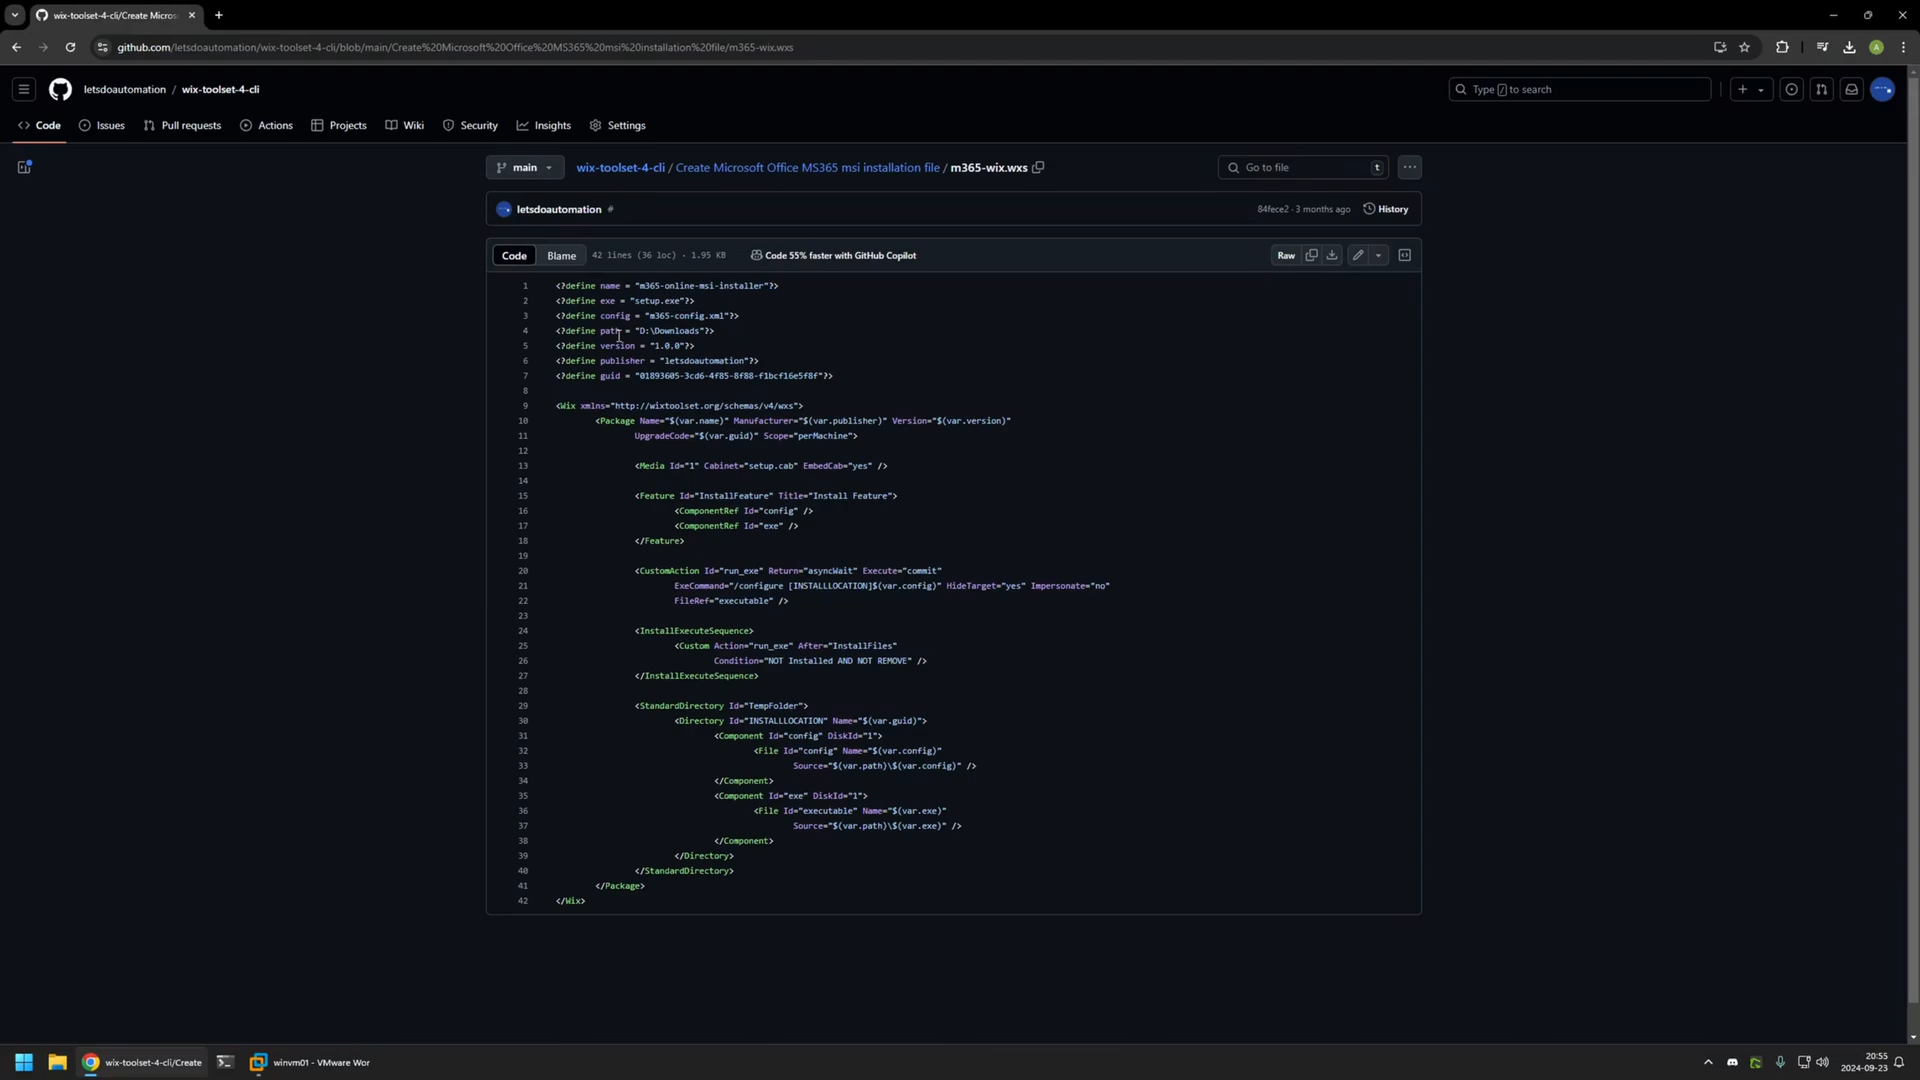 wix-toolset-4-cli/Create Micros
github.com/letsdoautomation/wix-toolset-4-cli/blob/main/Create%20Microsoft%20Office%20MS365%20msi%20installation%20file/m365-wix.wxs
A
letsdoautomation / wix-toolset-4-cli
Type / to search
Code Issues Pull requests Actions Projects Wiki Security Insights Settings
main wix-toolset-4-cli / Create Microsoft Office MS365 msi installation file / m365-wix.wxs Go to file t
letsdoautomation # 84fece2 · 3 months ago History
Code Blame 42 lines (36 loc) · 1.95 KB Code 55% faster with GitHub Copilot Raw
1 <?define name = "m365-online-msi-installer"?>
2 <?define exe = "setup.exe"?>
3 <?define config = "m365-config.xml"?>
4 <?define path = "D:\Downloads"?>
5 <?define version = "1.0.0"?>
6 <?define publisher = "letsdoautomation"?>
7 <?define guid = "01893605-3cd6-4f85-8f88-f1bcf16e5f8f"?>
8
9 <Wix xmlns="http://wixtoolset.org/schemas/v4/wxs">
10 <Package Name="$(var.name)" Manufacturer="$(var.publisher)" Version="$(var.version)"
11 UpgradeCode="$(var.guid)" Scope="perMachine">
12
13 <Media Id="1" Cabinet="setup.cab" EmbedCab="yes" />
14
15 <Feature Id="InstallFeature" Title="Install Feature">
16 <ComponentRef Id="config" />
17 <ComponentRef Id="exe" />
18 </Feature>
19
20 <CustomAction Id="run_exe" Return="asyncWait" Execute="commit"
21 ExeCommand="/configure [INSTALLLOCATION]$(var.config)" HideTarget="yes" Impersonate="no"
22 FileRef="executable" />
23
24 <InstallExecuteSequence>
25 <Custom Action="run_exe" After="InstallFiles"
26 Condition="NOT Installed AND NOT REMOVE" />
27 </InstallExecuteSequence>
28
29 <StandardDirectory Id="TempFolder">
30 <Directory Id="INSTALLLOCATION" Name="$(var.guid)">
31 <Component Id="config" DiskId="1">
32 <File Id="config" Name="$(var.config)"
33 Source="$(var.path)\$(var.config)" />
34 </Component>
35 <Component Id="exe" DiskId="1">
36 <File Id="executable" Name="$(var.exe)"
37 Source="$(var.path)\$(var.exe)" />
38 </Component>
39 </Directory>
40 </StandardDirectory>
41 </Package>
42 </Wix>
wix-toolset-4-cli/Create winvm01 - VMware Wor 20:55
2024-09-23